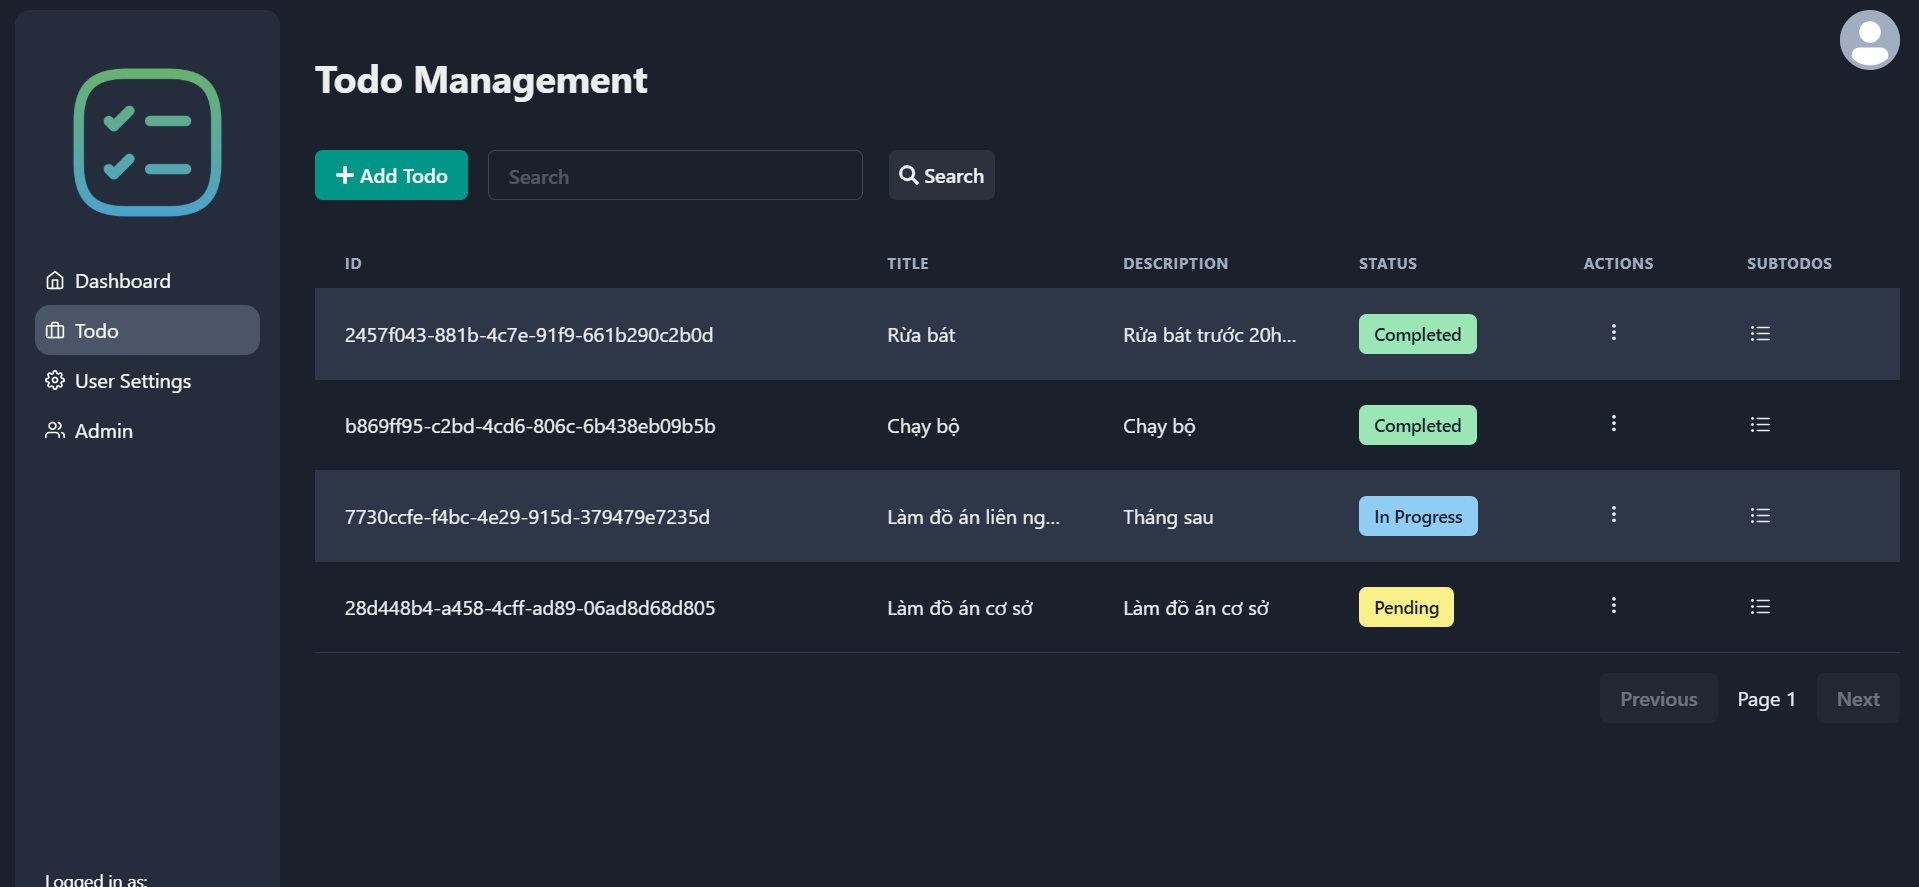 Todo Management
Add Todo
Search
Search
Dashboard
Todo
User Settings
Admin
ID TITLE DESCRIPTION STATUS ACTIONS SUBTODOS
2457f043-881b-4c7e-91f9-661b290c2b0d Rừa bát Rửa bát trước 20h... Completed
b869ff95-c2bd-4cd6-806c-6b438eb09b5b Chạy bộ Chạy bộ Completed
7730ccfe-f4bc-4e29-915d-379479e7235d Làm đồ án liên ng... Tháng sau In Progress
28d448b4-a458-4cff-ad89-06ad8d68d805 Làm đồ án cơ sở Làm đồ án cơ sở Pending
Previous Page 1 Next
Logged in as: